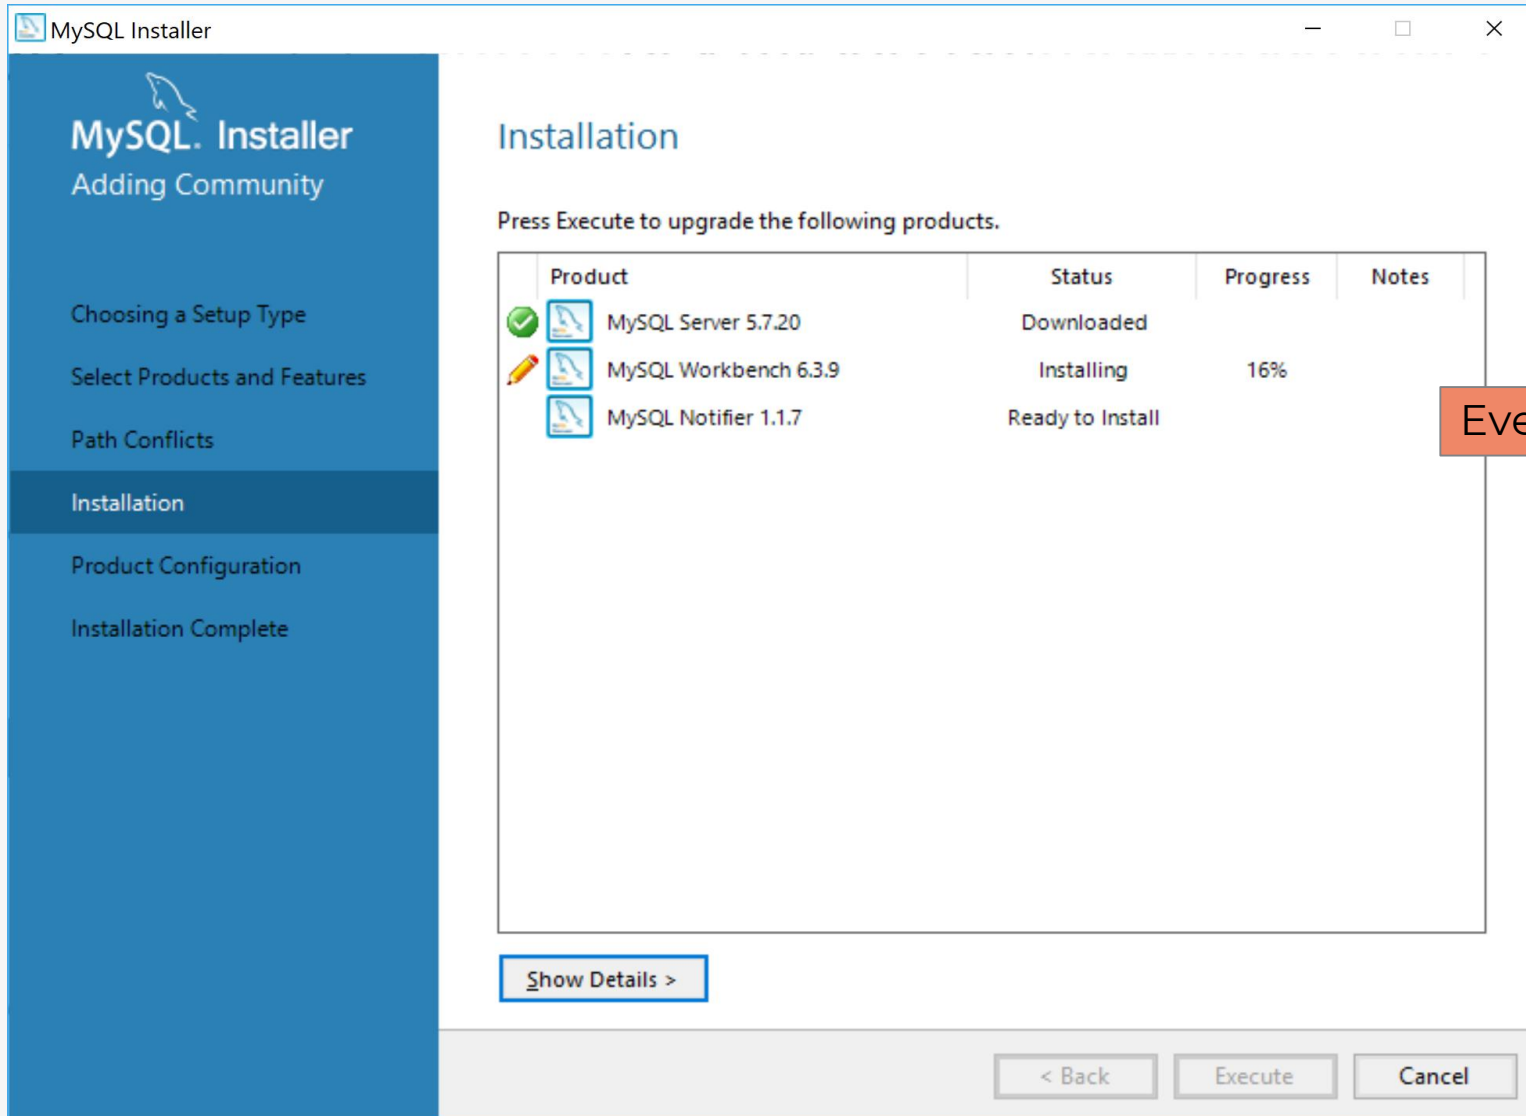 MySQL Installer
MySQL. Installer
Adding Community
Choosing a Setup Type
Select Products and Features
Path Conflicts
Installation
Product Configuration
Installation Complete
Installation
Press Execute to upgrade the following products.
Product Status Progress Notes
MySQL Server 5.7.20 Downloaded
MySQL Workbench 6.3.9 Installing 16%
MySQL Notifier 1.1.7 Ready to Install
Show Details >
< Back Execute Cancel